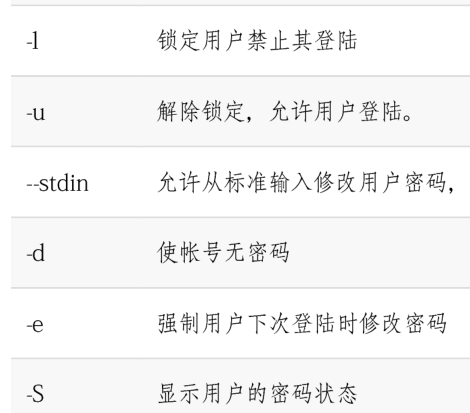 -l 锁定用户禁止其登陆
-u 解除锁定，允许用户登陆。
--stdin 允许从标准输入修改用户密码，
-d 使帐号无密码
-e 强制用户下次登陆时修改密码
-S 显示用户的密码状态